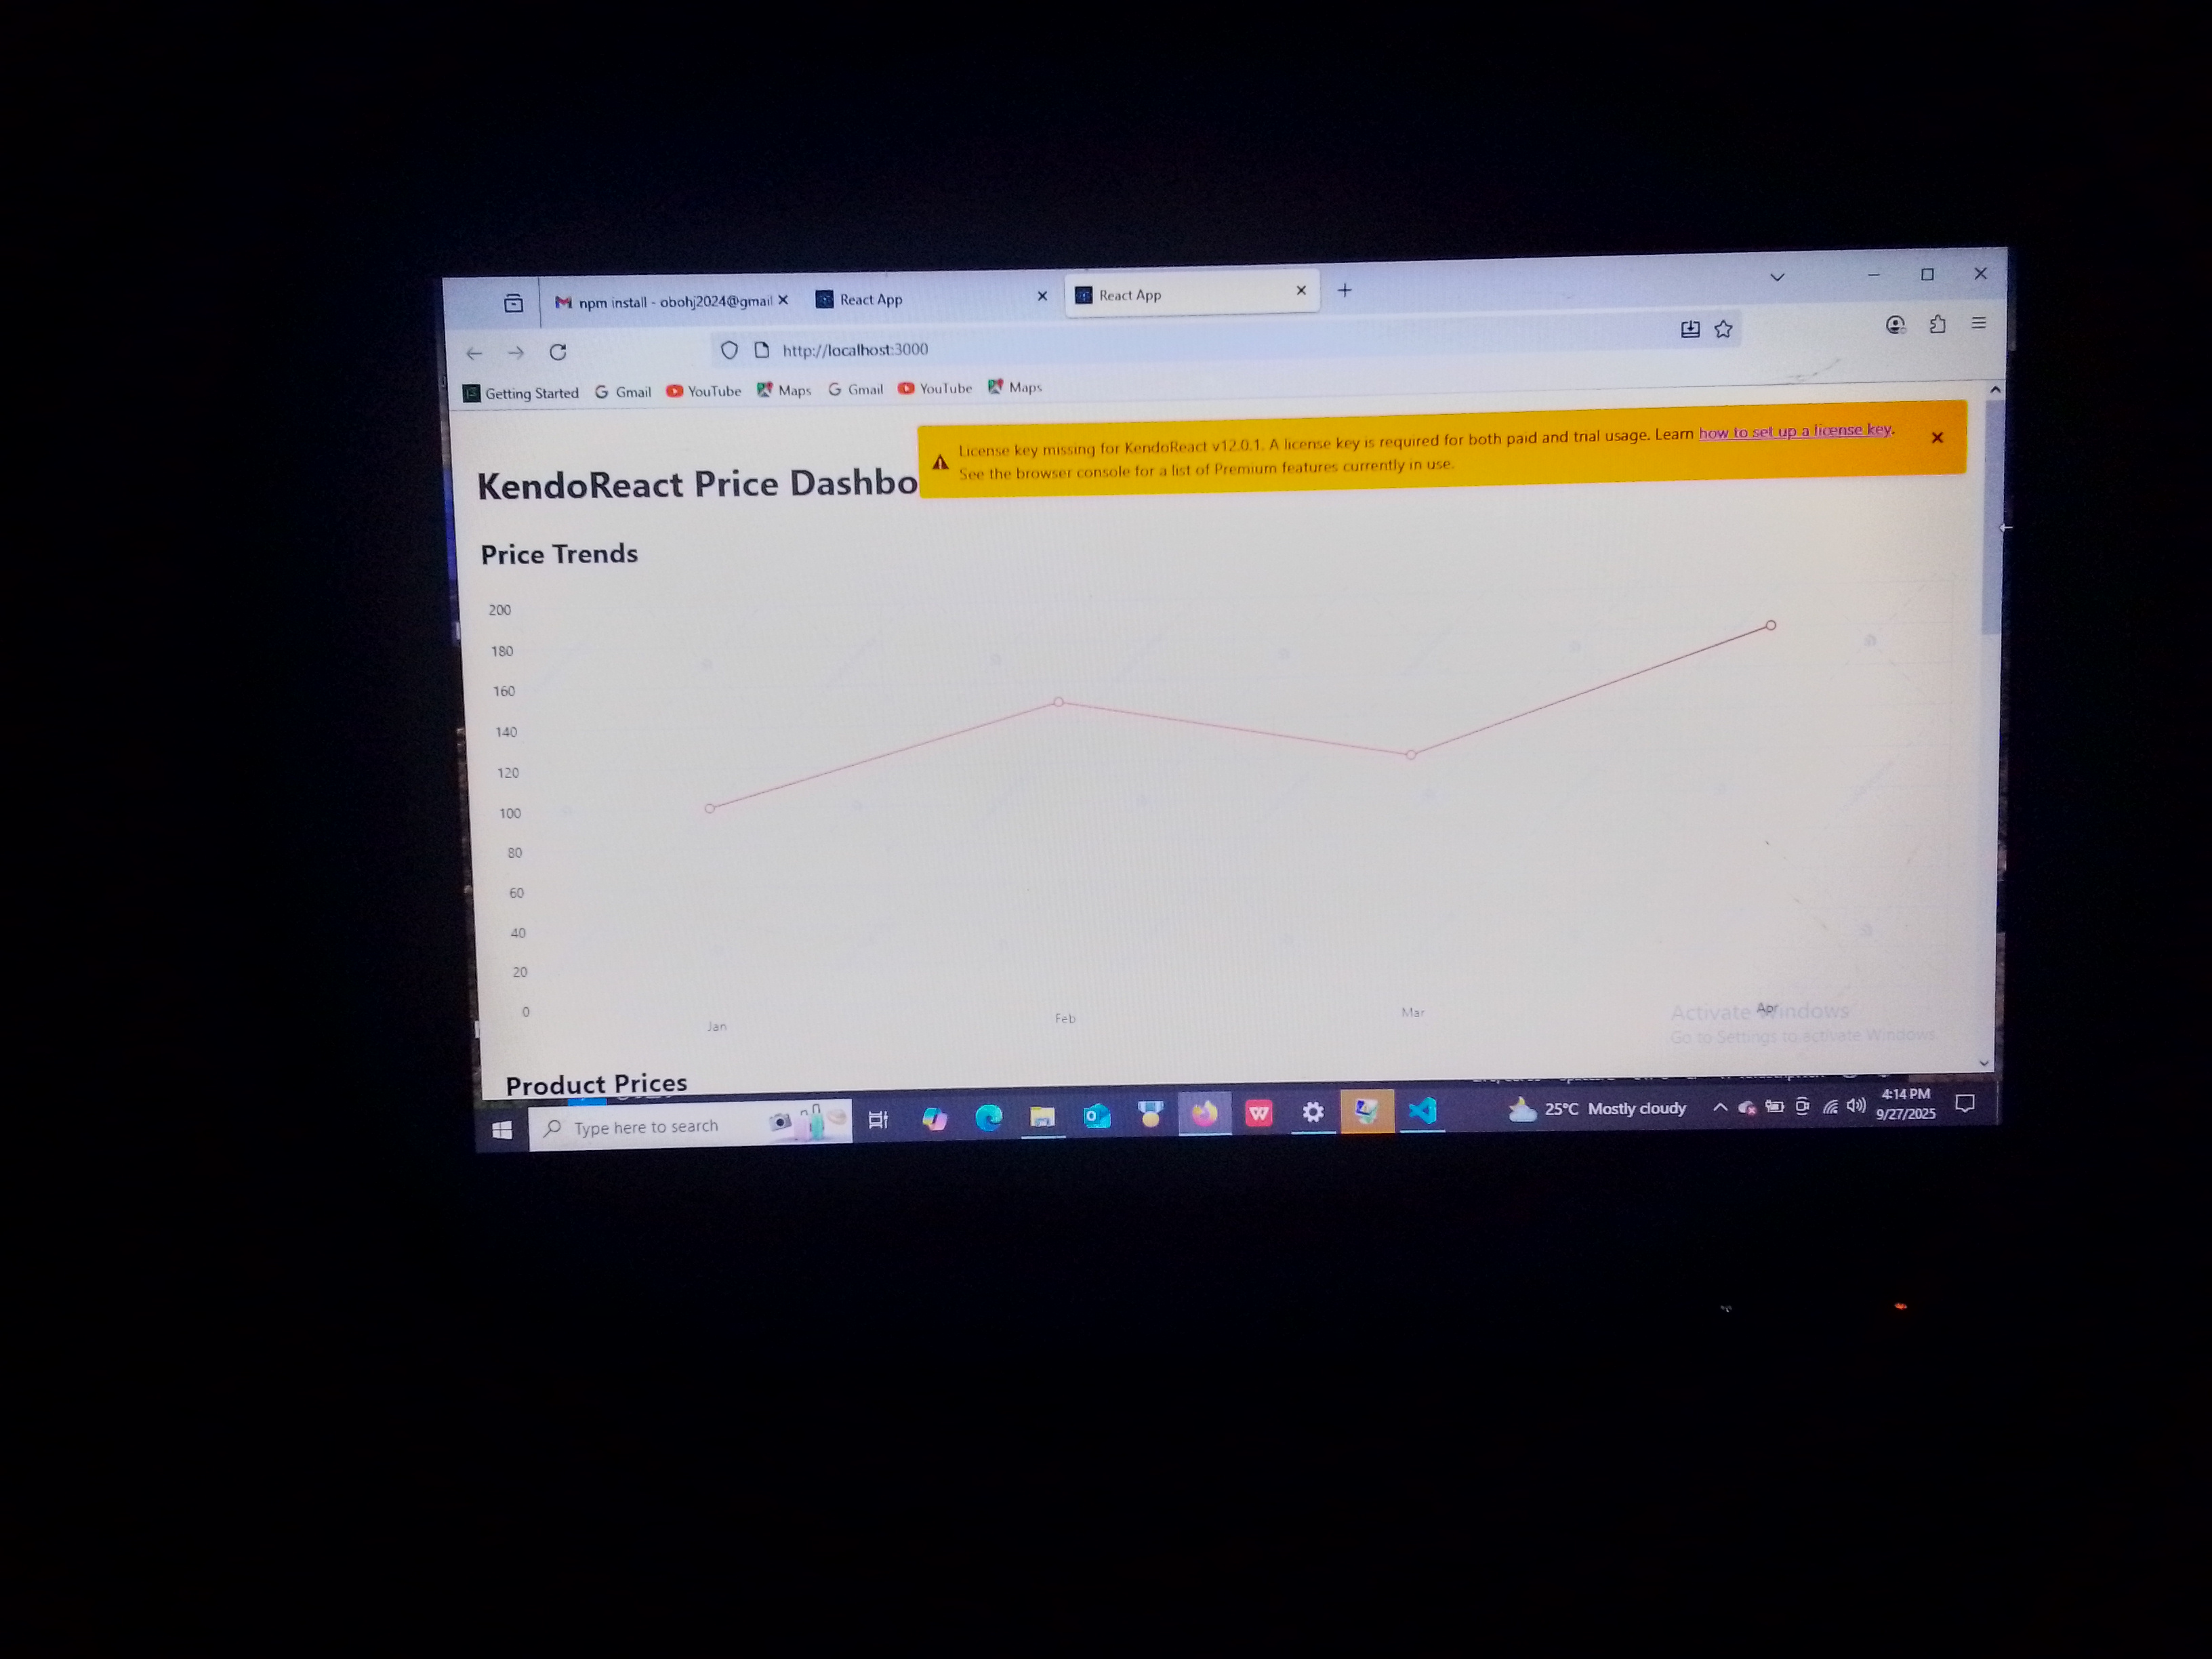 npm install - obohj2024@gmail
React App
React App
http://localhost:3000
Getting Started
Gmail
YouTube
Maps
Gmail
YouTube
Maps
License key missing for KendoReact v12.0.1. A license key is required for both paid and trial usage. Learn how to set up a license key.
See the browser console for a list of Premium features currently in use.
KendoReact Price Dashbo
Price Trends
200
180
160
140
120
100
80
60
40
20
0
Jan
Feb
Mar
Apr
Activate Windows
Go to Settings to activate Windows.
Product Prices
Type here to search
25°C Mostly cloudy
4:14 PM
9/27/2025